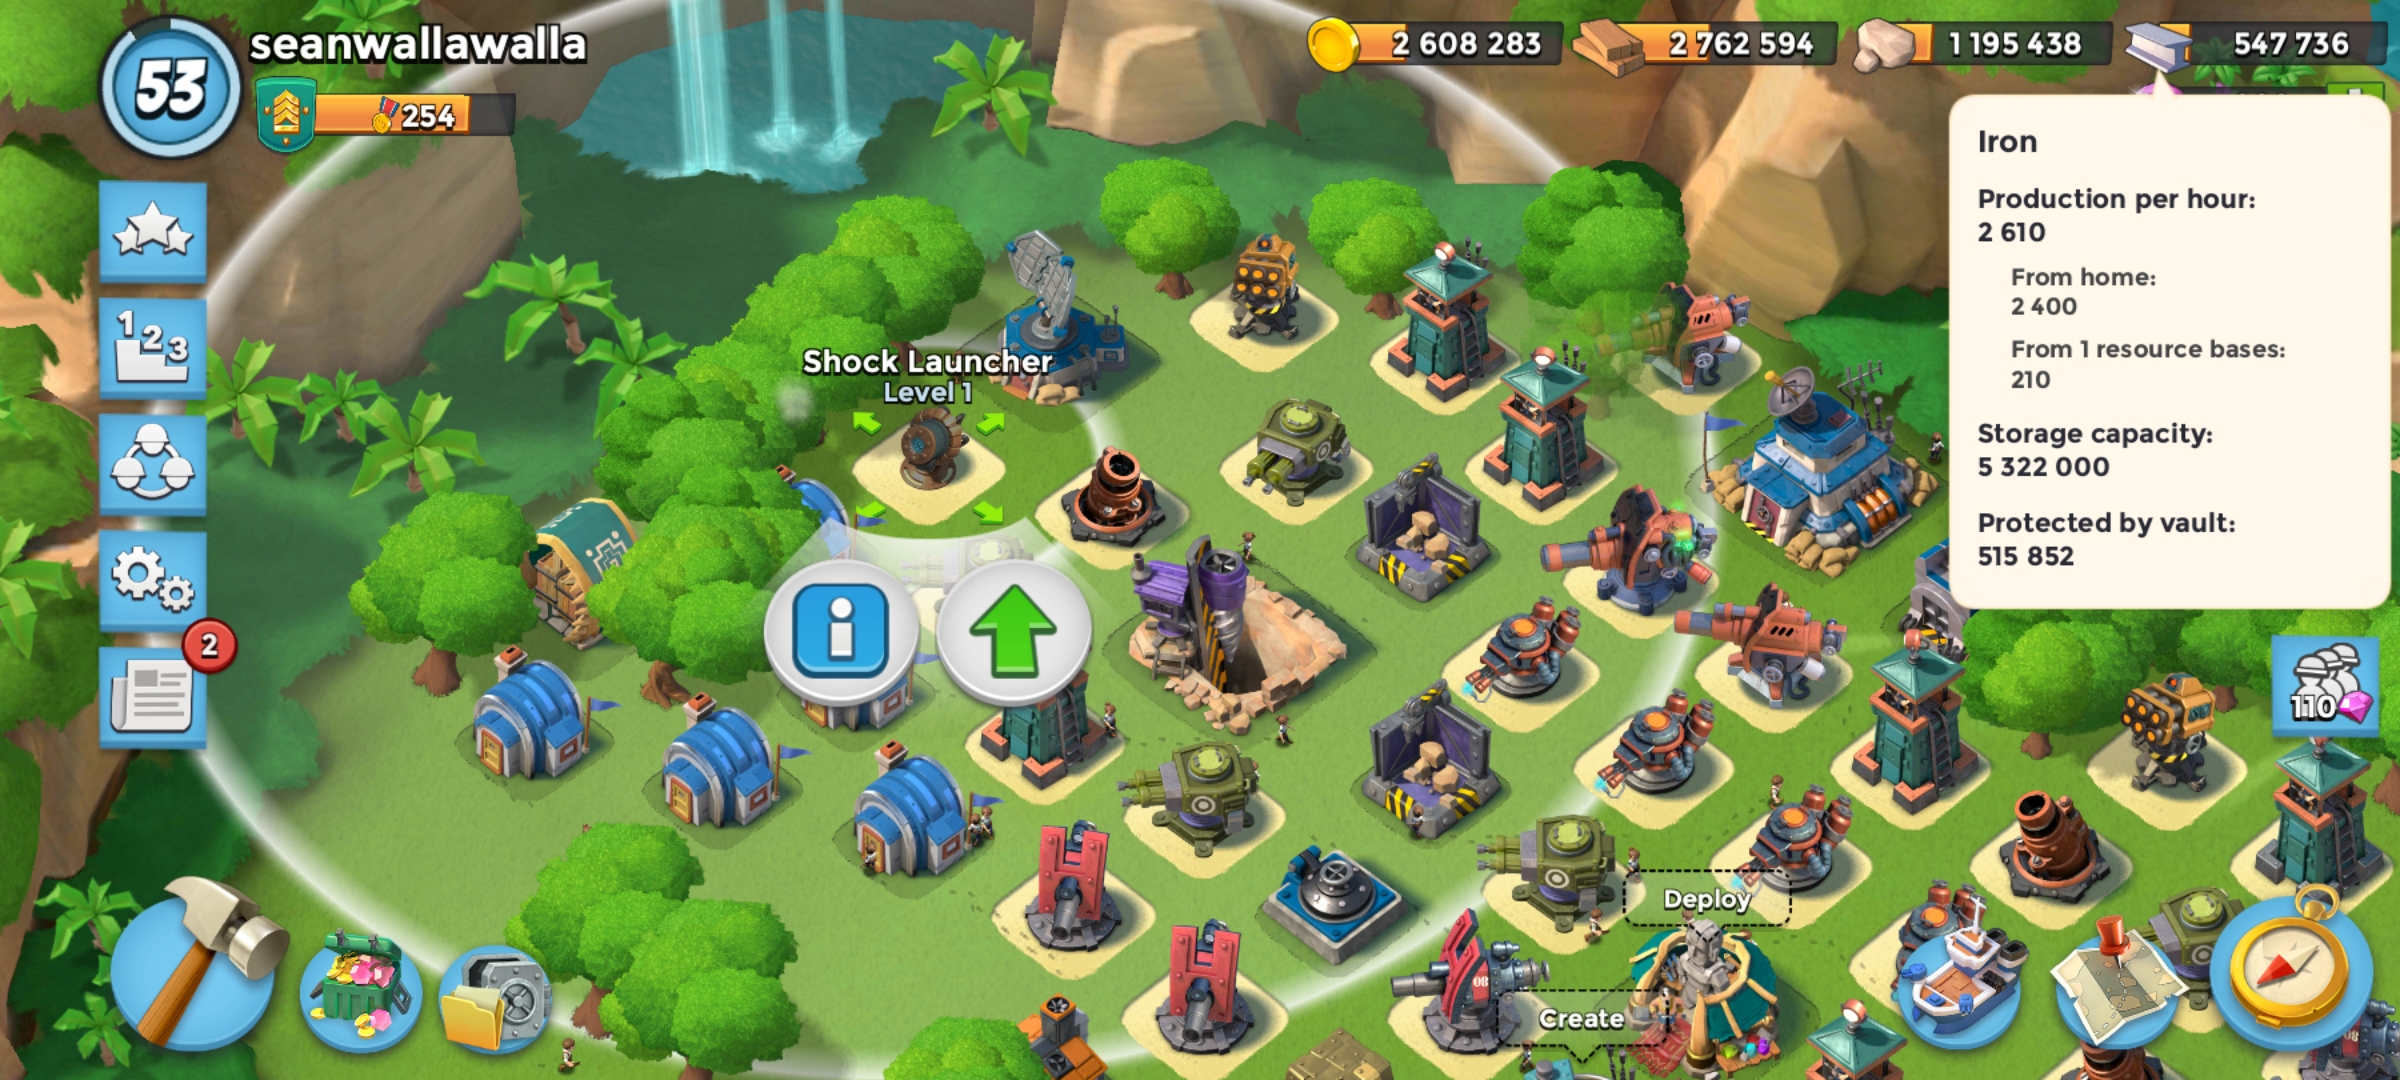 53
seanwallawalla
254
2 608 283
2 762 594
1 195 438
547 736
Iron
Production per hour:
2 610
From home:
2 400
From 1 resource bases:
210
Storage capacity:
5 322 000
Protected by vault:
515 852
123
Shock Launcher
Level 1
i
2
110
Deploy
08
Create